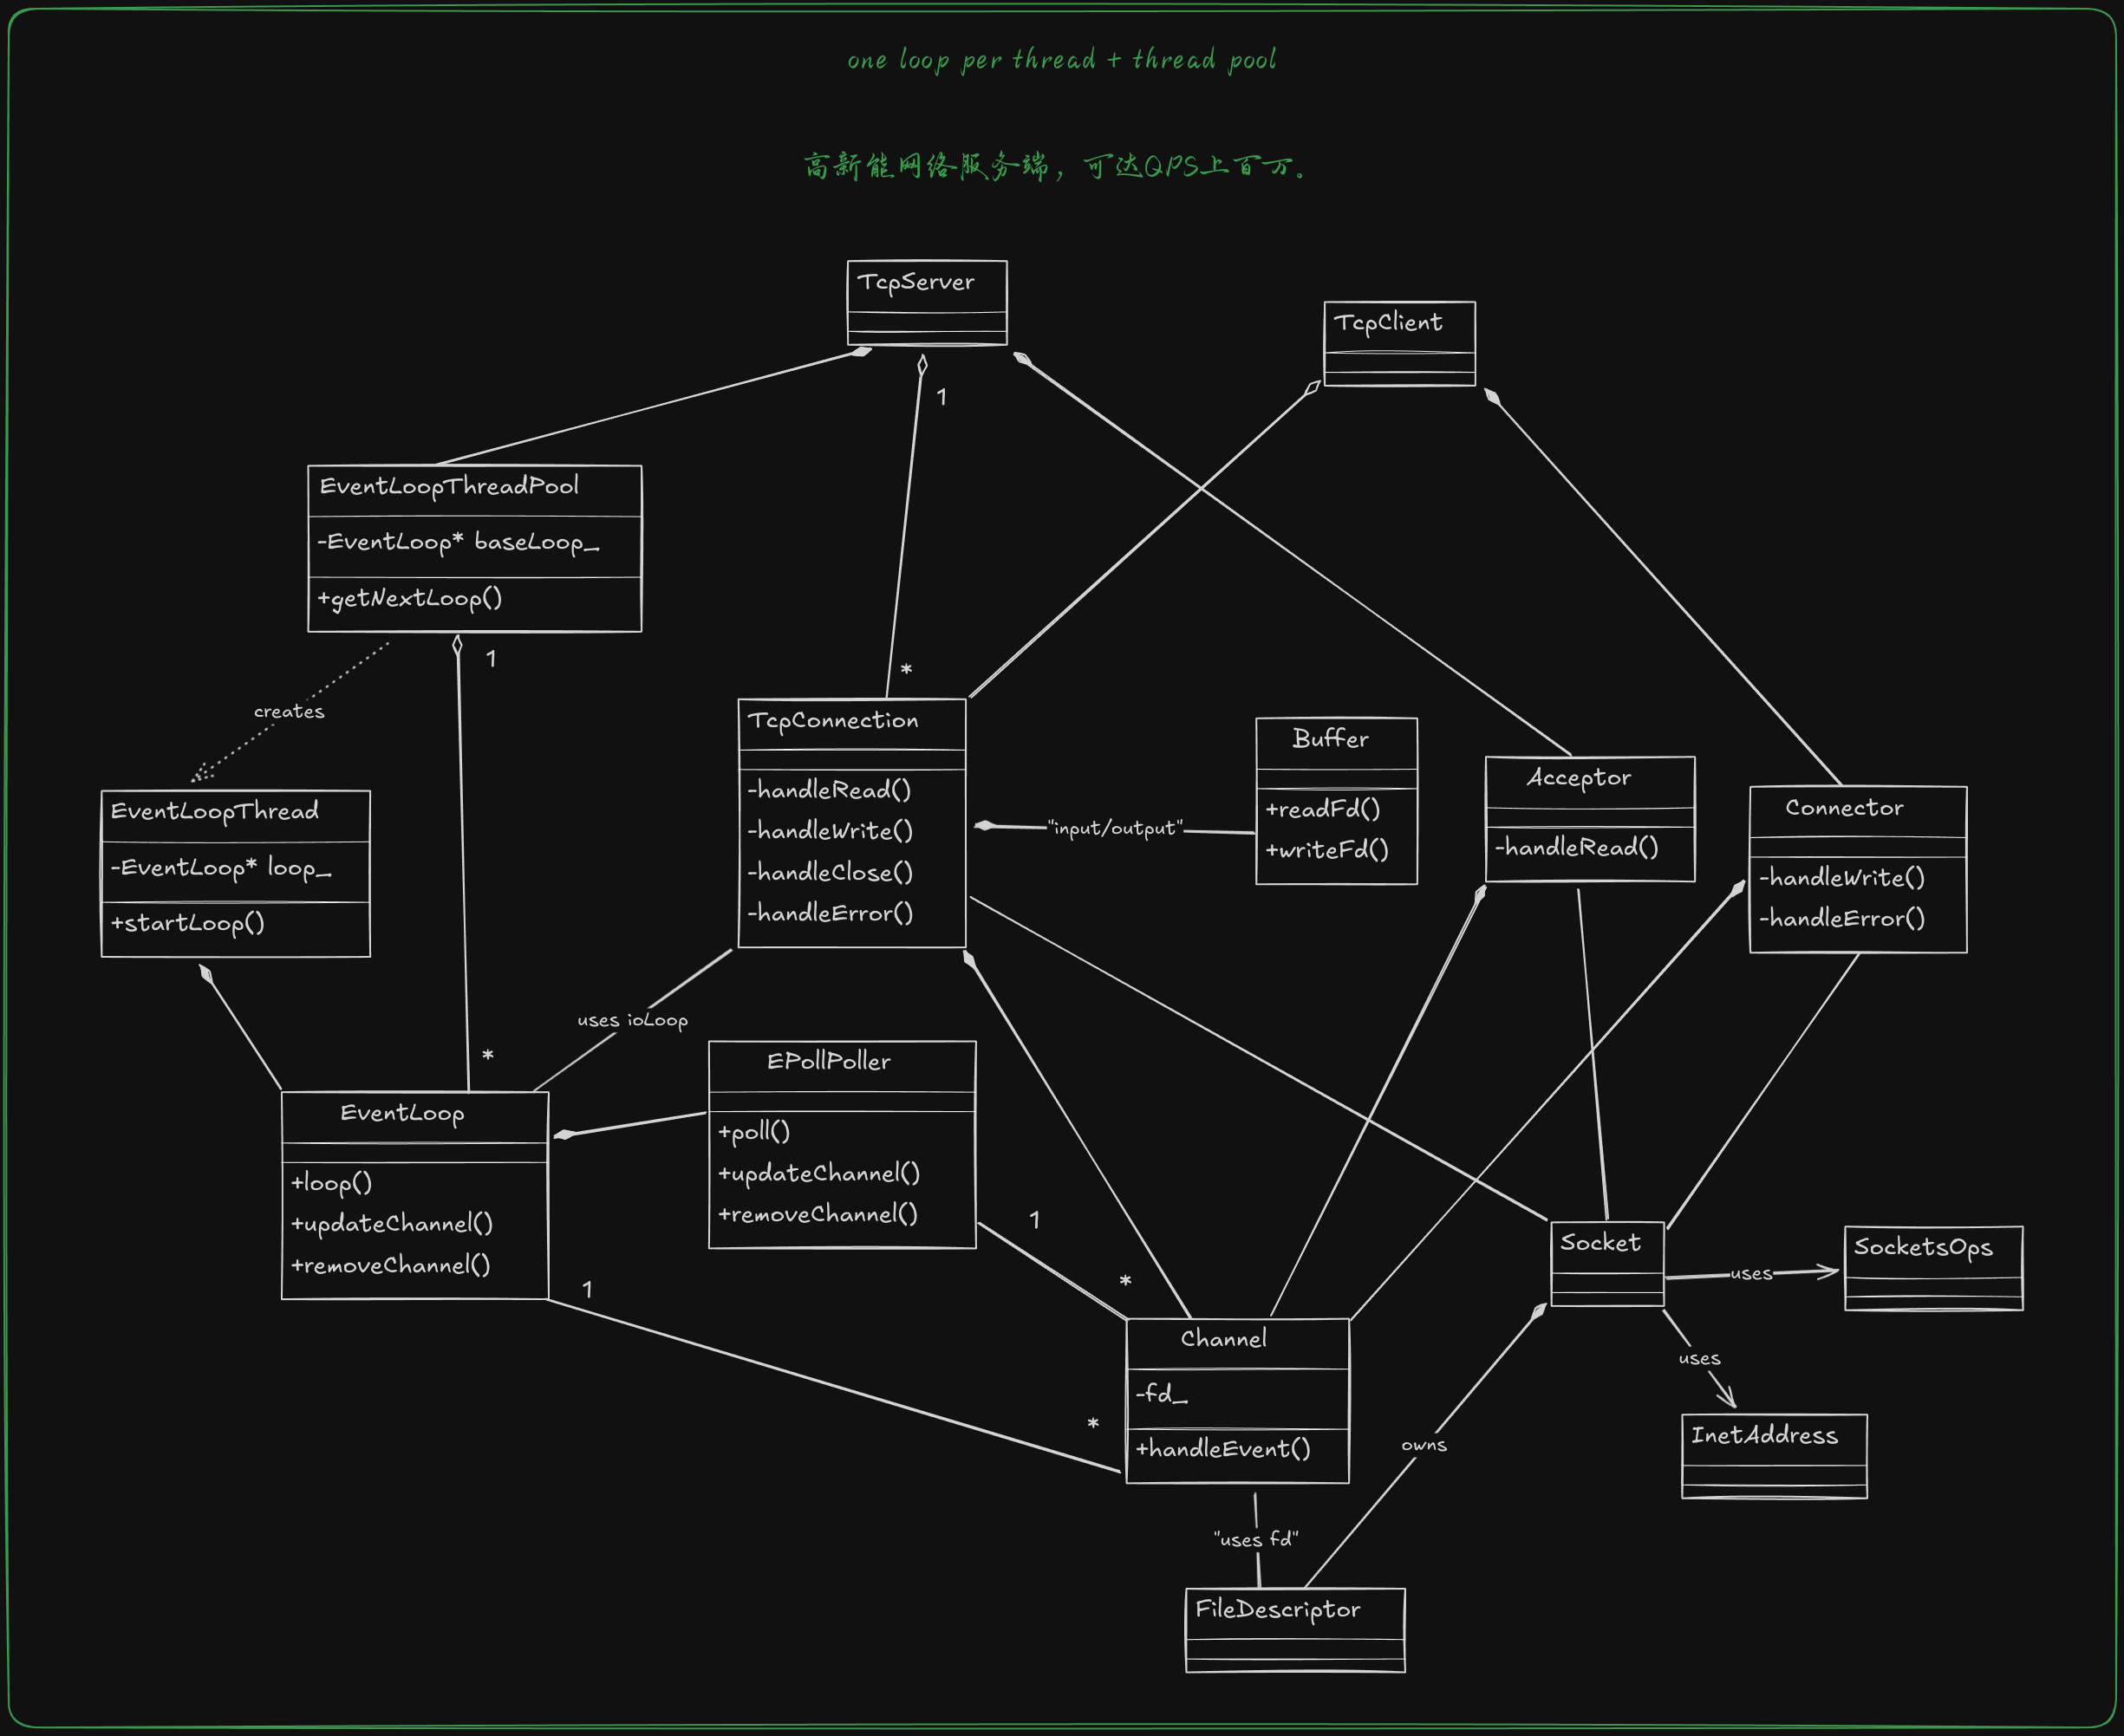 one loop per thread + thread pool
高新能网络服务端，可达QPS上百万。
TcpServer
TcpClient
1
EventLoopThreadPool
-EventLoop* baseLoop_
+getNextLoop()
1
*
creates
TcpConnection
-handleRead()
-handleWrite()
-handleClose()
-handleError()
"input/output"
Buffer
+readFd()
+writeFd()
Acceptor
-handleRead()
Connector
-handleWrite()
-handleError()
EventLoopThread
-EventLoop* loop_
+startLoop()
uses ioLoop
*
EventLoop
+loop()
+updateChannel()
+removeChannel()
1
EPollPoller
+poll()
+updateChannel()
+removeChannel()
1
*
Socket
uses
SocketsOps
uses
InetAddress
Channel
-fd_
+handleEvent()
*
owns
"uses fd"
FileDescriptor